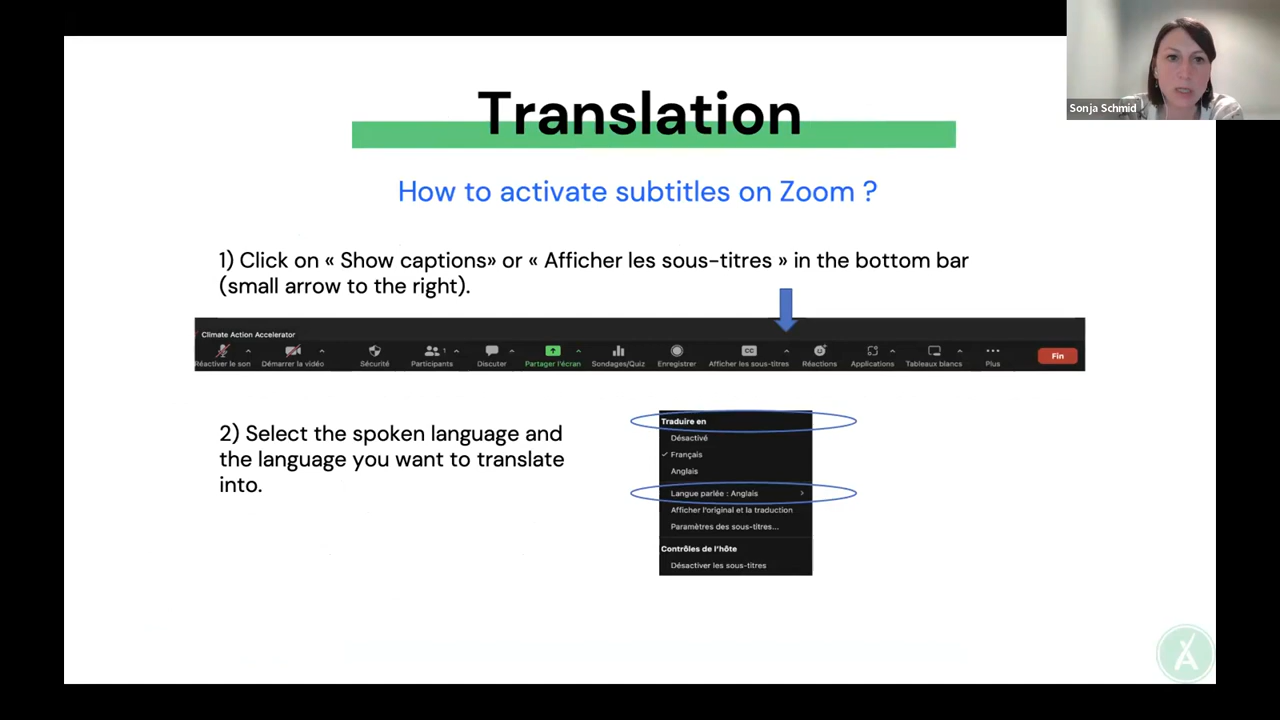 Translation
Sonja Schmid
How to activate subtitles on Zoom ?
1) Click on « Show captions» or « Afficher les sous-titres » in the bottom bar
(small arrow to the right).
Climate Action Accelerator
Réactiver le son Démarrer la vidéo Sécurité Participants 1 Discuter Partager l'écran Sondages/Quiz Enregistrer CC Afficher les sous-titres Réactions Applications Tableaux blancs Plus Fin
2) Select the spoken language and
the language you want to translate
into.
Traduire en
Désactivé
Français
Anglais
Langue parlée : Anglais
Afficher l'original et la traduction
Paramètres des sous-titres...
Contrôles de l'hôte
Désactiver les sous-titres